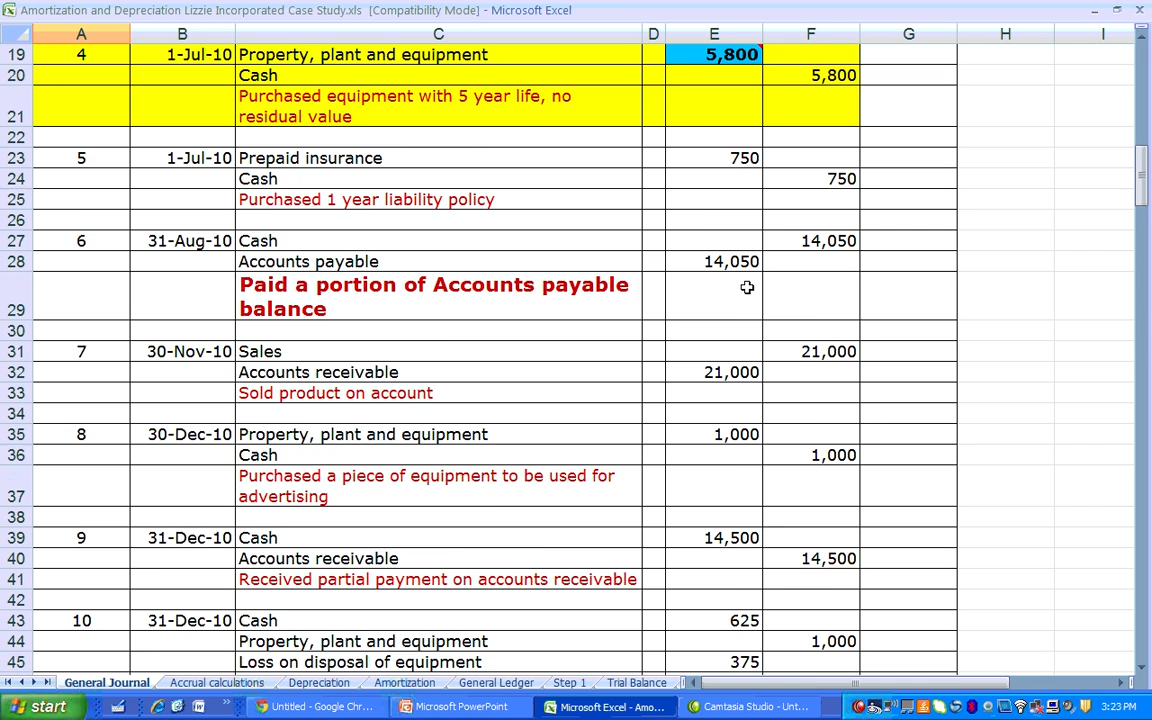 Amortization and Depreciation Lizzie Incorporated Case Study.xls [Compatibility Mode] - Microsoft Excel
A B C D E F G H I
19 4 1-Jul-10 Property, plant and equipment 5,800
20 Cash 5,800
Purchased equipment with 5 year life, no
21 residual value
22
23 5 1-Jul-10 Prepaid insurance 750
24 Cash 750
25 Purchased 1 year liability policy
26
27 6 31-Aug-10 Cash 14,050
28 Accounts payable 14,050
Paid a portion of Accounts payable
29 balance
30
31 7 30-Nov-10 Sales 21,000
32 Accounts receivable 21,000
33 Sold product on account
34
35 8 30-Dec-10 Property, plant and equipment 1,000
36 Cash 1,000
Purchased a piece of equipment to be used for
37 advertising
38
39 9 31-Dec-10 Cash 14,500
40 Accounts receivable 14,500
41 Received partial payment on accounts receivable
42
43 10 31-Dec-10 Cash 625
44 Property, plant and equipment 1,000
45 Loss on disposal of equipment 375
General Journal Accrual calculations Depreciation Amortization General Ledger Step 1 Trial Balance
start Untitled - Google Chr... Microsoft PowerPoint Microsoft Excel - Amo... Camtasia Studio - Unt... 3:23 PM